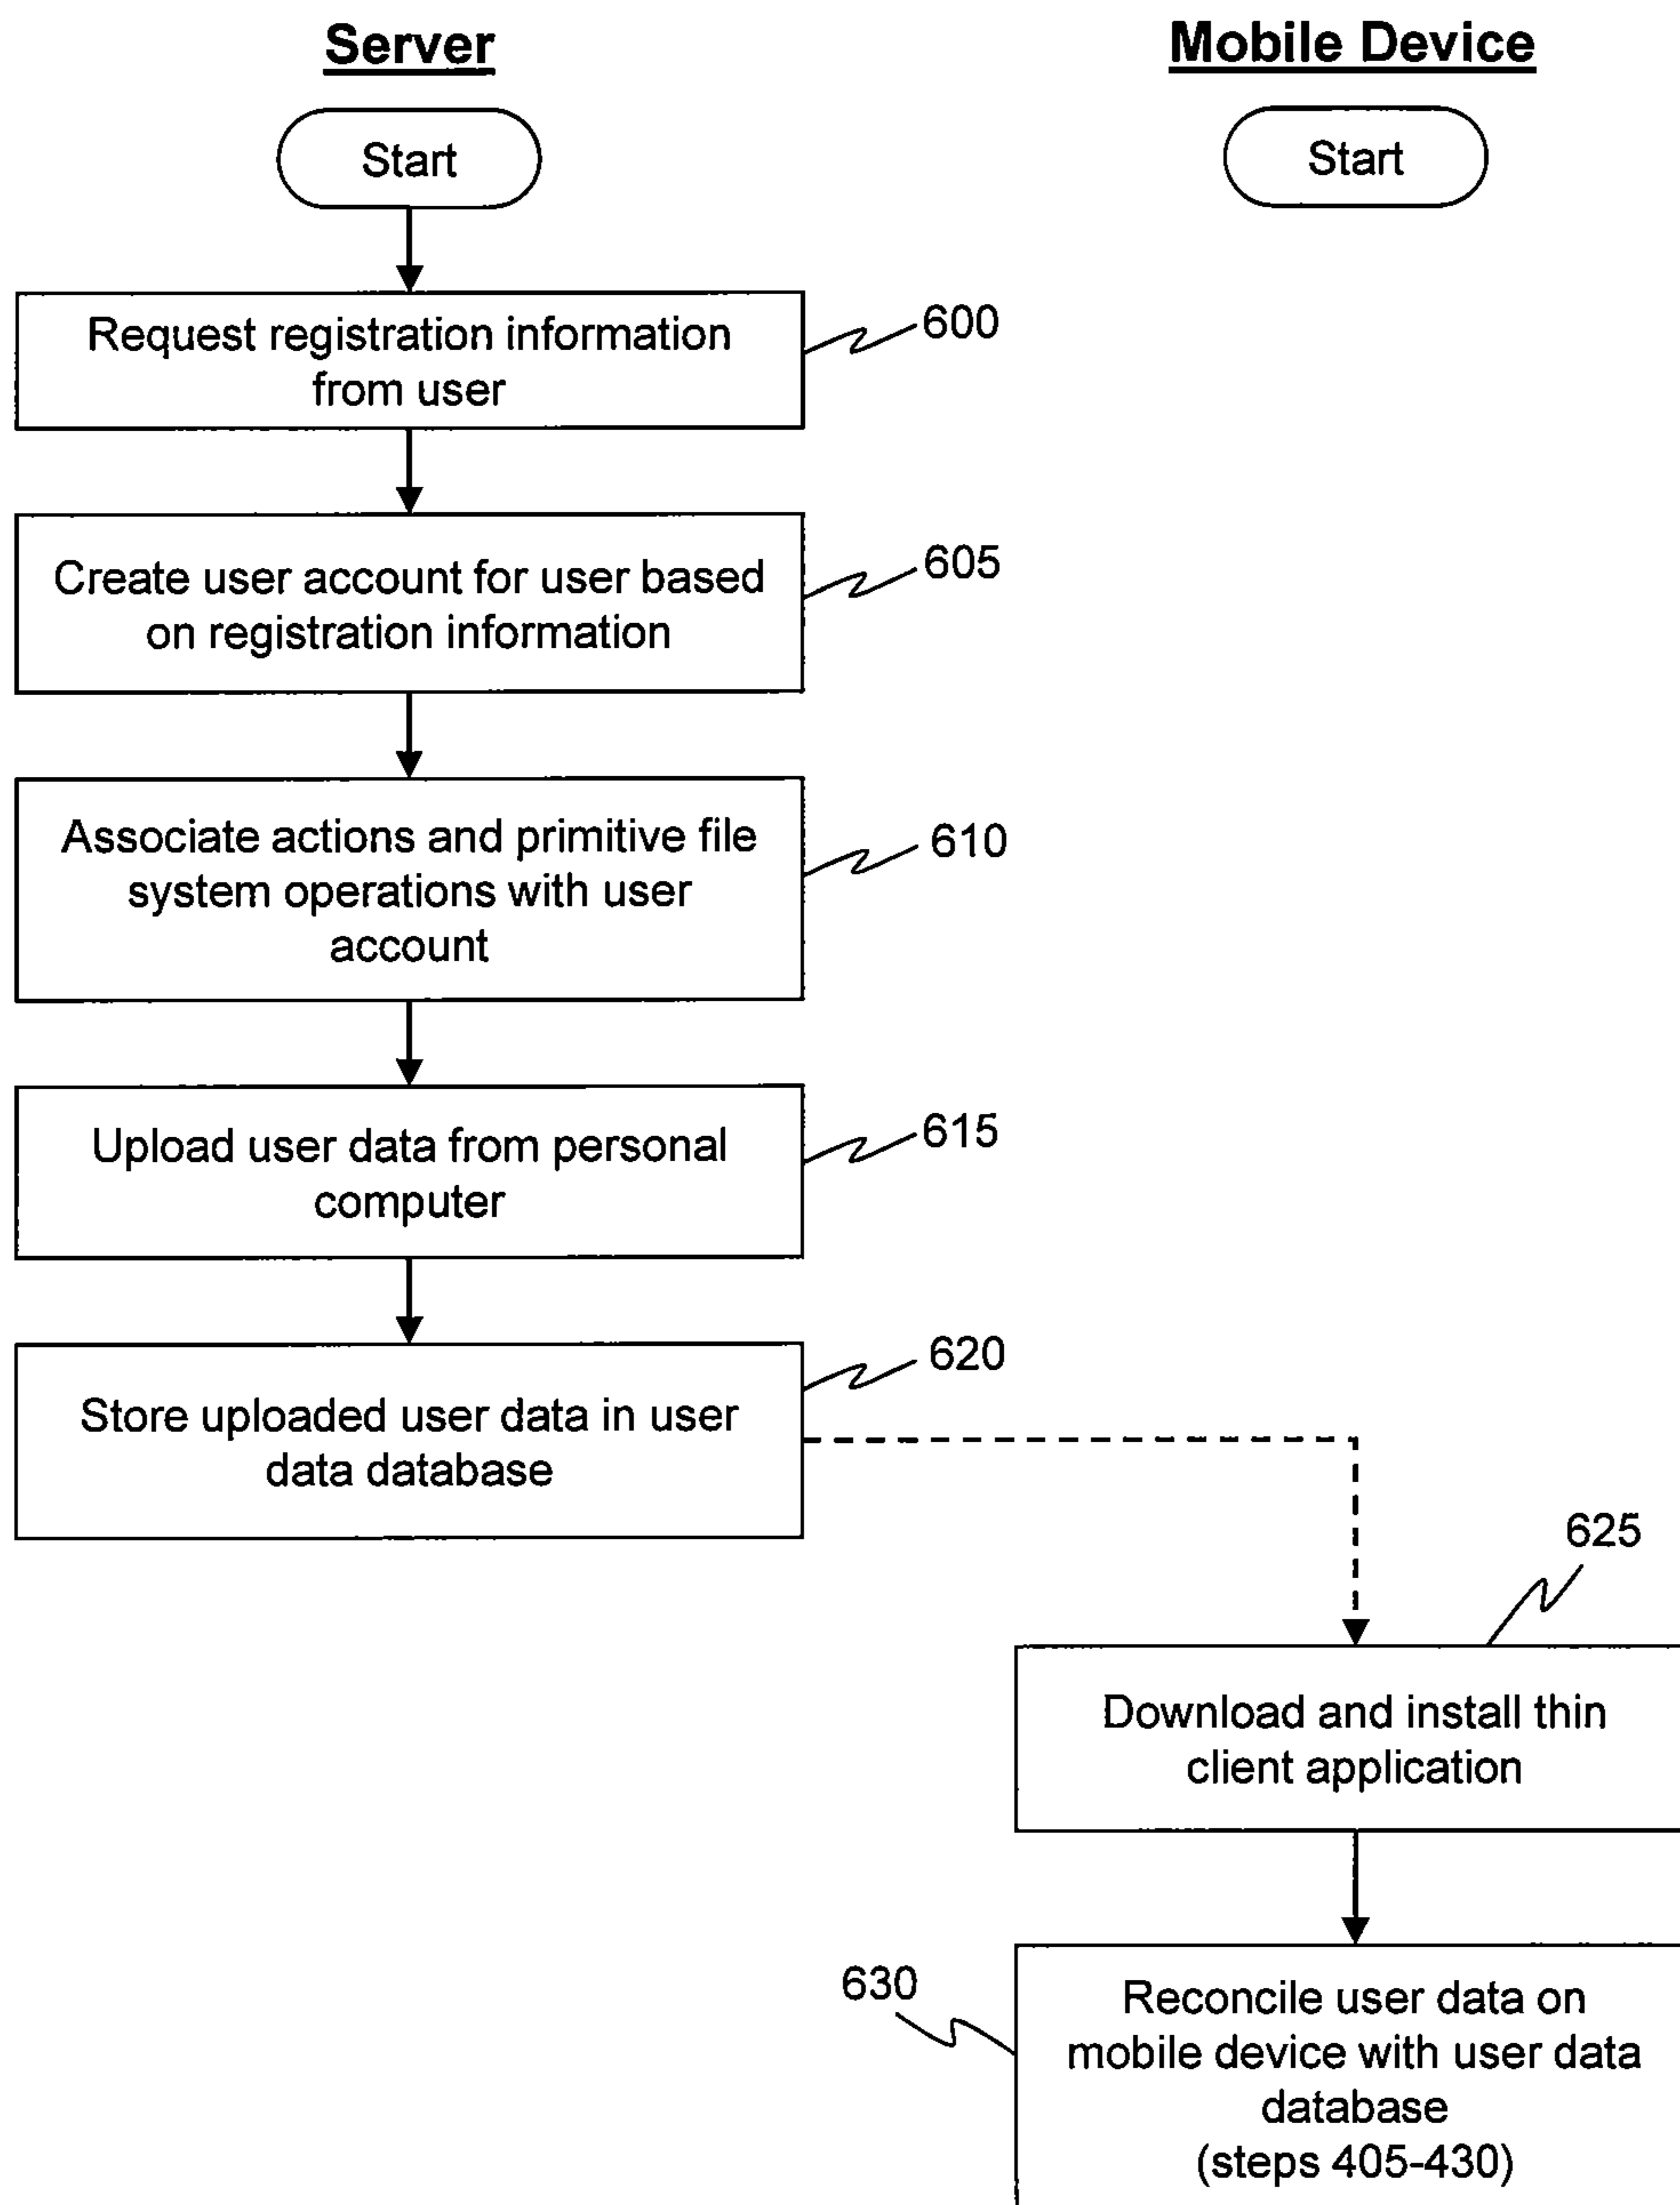 Server
Mobile Device
Start
Start
Request registration information
from user
600
Create user account for user based
on registration information
605
Associate actions and primitive file
system operations with user
account
610
Upload user data from personal
computer
615
Store uploaded user data in user
data database
620
625
Download and install thin
client application
630
Reconcile user data on
mobile device with user data
database
(steps 405-430)